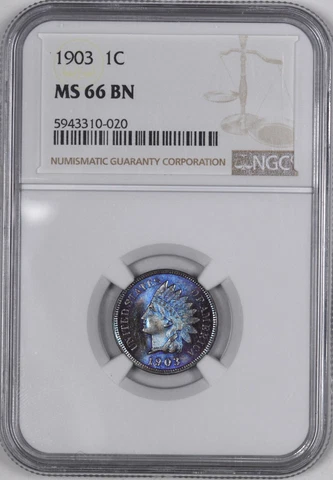 1903 1C
MS 66 BN
5943310-020
NUMISMATIC GUARANTY CORPORATION
NGC
UNITED STATES OF AMERICA
1903